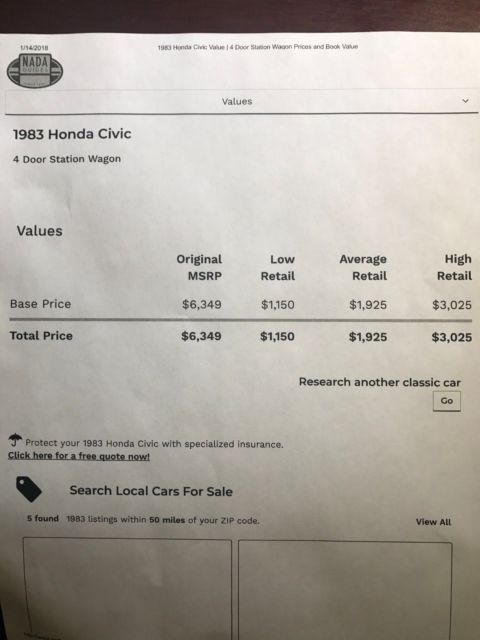 1/14/2018
1983 Honda Civic Value | 4 Door Station Wagon Prices and Book Value
NADA
GUIDES
Values
1983 Honda Civic
4 Door Station Wagon
Values
Original MSRP Low Retail Average Retail High Retail
Base Price $6,349 $1,150 $1,925 $3,025
Total Price $6,349 $1,150 $1,925 $3,025
Research another classic car
Go
Protect your 1983 Honda Civic with specialized insurance.
Click here for a free quote now!
Search Local Cars For Sale
5 found 1983 listings within 50 miles of your ZIP code.
View All